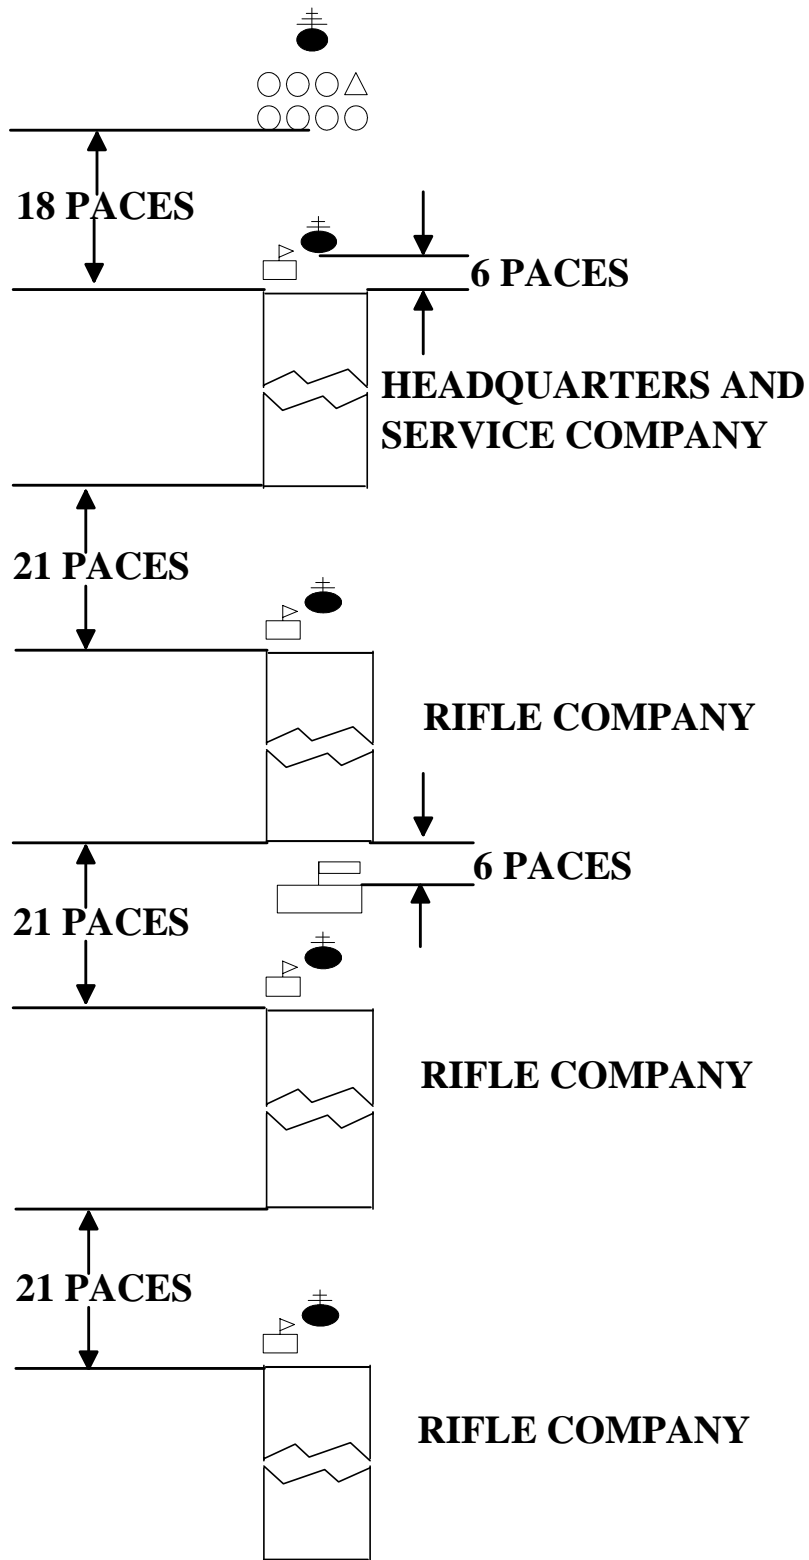 18 PACES
6 PACES
HEADQUARTERS AND
SERVICE COMPANY
21 PACES
RIFLE COMPANY
6 PACES
21 PACES
RIFLE COMPANY
21 PACES
RIFLE COMPANY